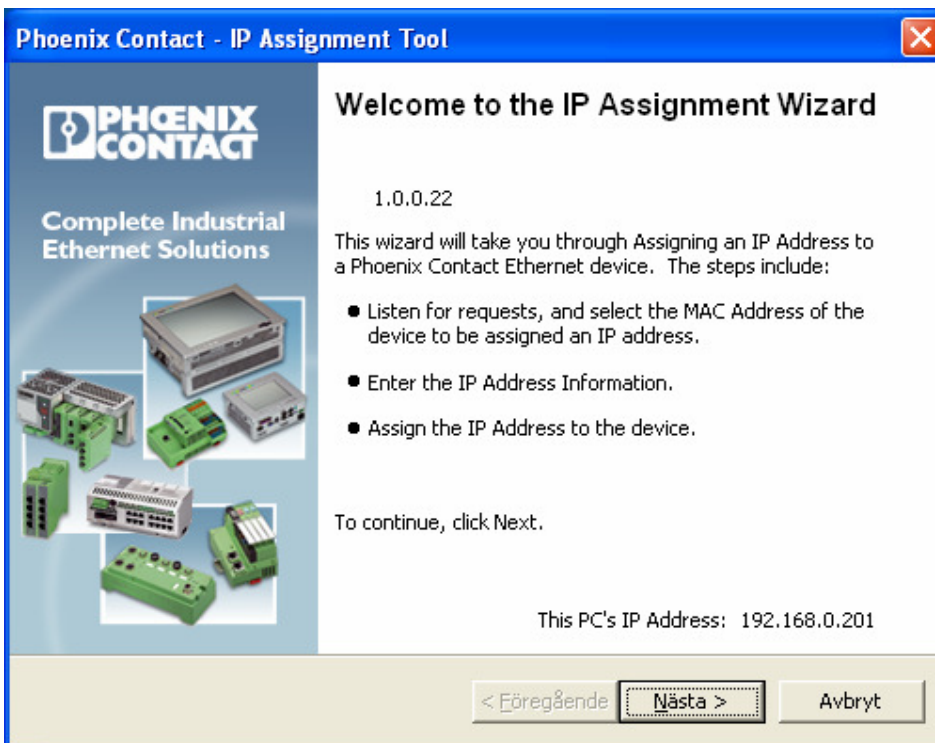 Phoenix Contact - IP Assignment Tool
PHŒNIX
CONTACT
Complete Industrial
Ethernet Solutions
Welcome to the IP Assignment Wizard
1.0.0.22
This wizard will take you through Assigning an IP Address to
a Phoenix Contact Ethernet device. The steps include:
● Listen for requests, and select the MAC Address of the
device to be assigned an IP address.
● Enter the IP Address Information.
● Assign the IP Address to the device.
To continue, click Next.
This PC's IP Address: 192.168.0.201
< Föregående
Nästa >
Avbryt